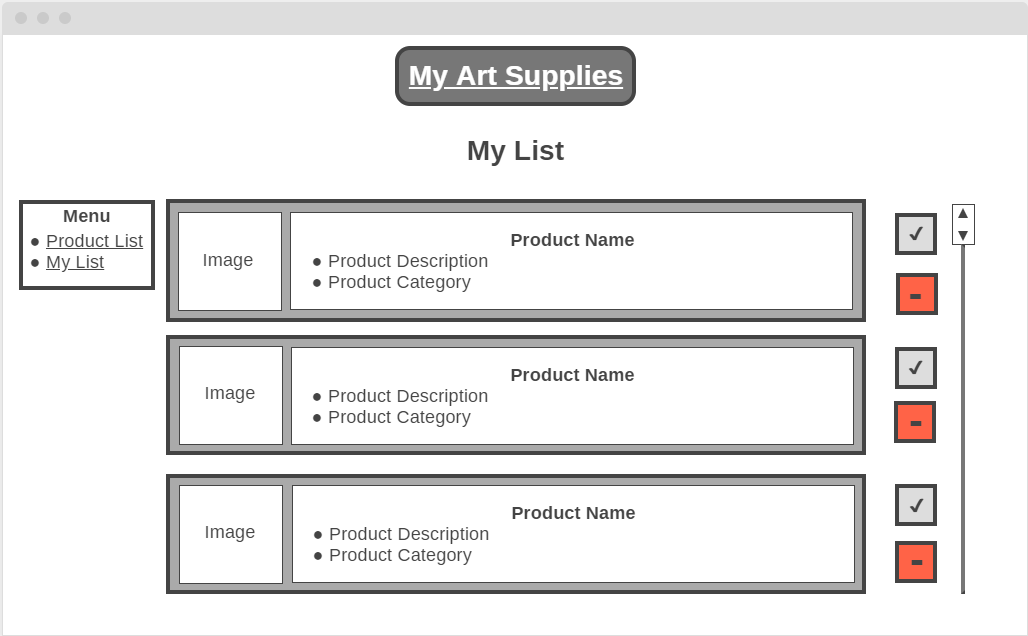 My Art Supplies
My List
Menu
● Product List
● My List
Image
Product Name
● Product Description
● Product Category
✓
-
▲
▼
Image
Product Name
● Product Description
● Product Category
✓
-
Image
Product Name
● Product Description
● Product Category
✓
-